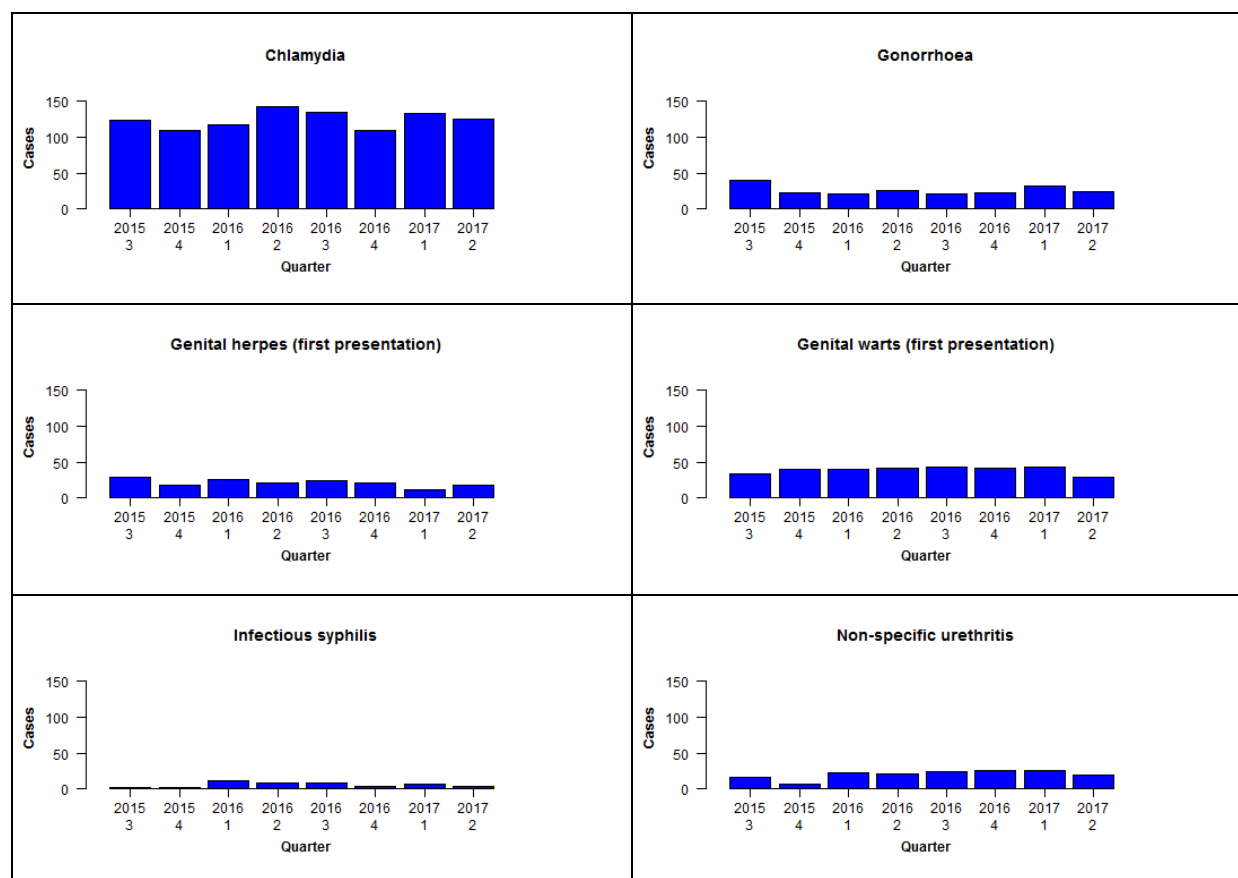 Chlamydia
150
100
50
0
Cases
2015 2015 2016 2016 2016 2016 2017 2017
3 4 1 2 3 4 1 2
Quarter
Gonorrhoea
150
100
50
0
Cases
2015 2015 2016 2016 2016 2016 2017 2017
3 4 1 2 3 4 1 2
Quarter
Genital herpes (first presentation)
150
100
50
0
Cases
2015 2015 2016 2016 2016 2016 2017 2017
3 4 1 2 3 4 1 2
Quarter
Genital warts (first presentation)
150
100
50
0
Cases
2015 2015 2016 2016 2016 2016 2017 2017
3 4 1 2 3 4 1 2
Quarter
Infectious syphilis
150
100
50
0
Cases
2015 2015 2016 2016 2016 2016 2017 2017
3 4 1 2 3 4 1 2
Quarter
Non-specific urethritis
150
100
50
0
Cases
2015 2015 2016 2016 2016 2016 2017 2017
3 4 1 2 3 4 1 2
Quarter